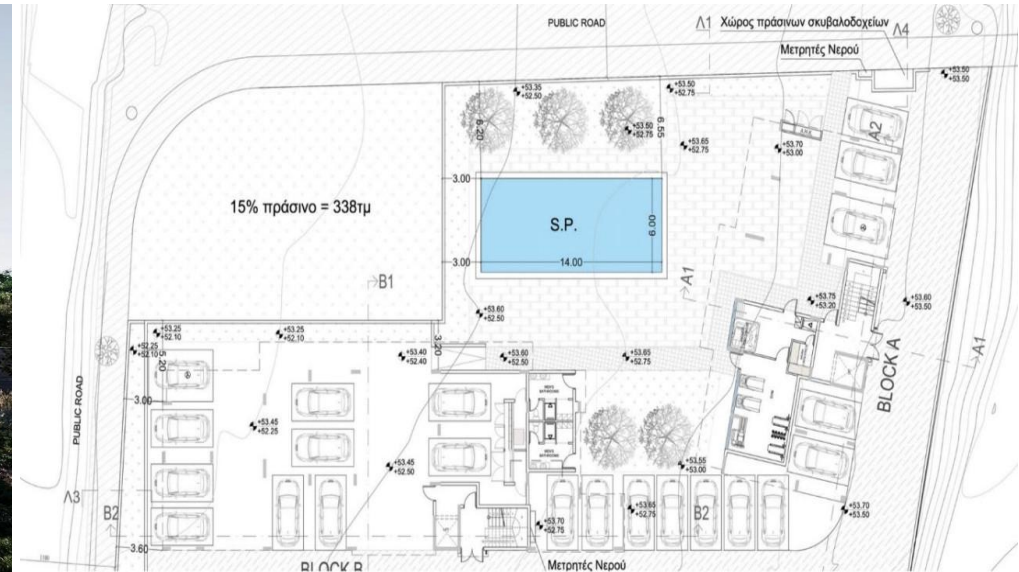 PUBLIC ROAD
Λ1
Χώρος πράσινων σκυβαλοδοχείων
Λ4
Μετρητές Νερού
+53.50
+53.50
+53.35
+52.50
+53.50
+52.75
6.20
6.55
+53.50
+52.75
+53.65
+52.75
+53.70
+53.00
A2
3.00
15% πράσινο = 338τμ
S.P.
6.00
3.00
14.00
B1
A1
+53.75
+53.20
+53.60
+53.50
+53.60
+52.50
+53.25
+52.10
+53.25
+52.10
+52.25
+52.10
5.20
3.20
+53.40
+52.40
+53.60
+52.50
+53.65
+52.75
A1
BLOCK A
PUBLIC ROAD
3.00
+53.45
+52.25
+53.45
+52.50
+53.55
+53.00
Λ3
B2
+53.70
+52.75
+53.65
+52.75
B2
+53.70
+53.50
3.60
BLOCK B
Μετρητές Νερού